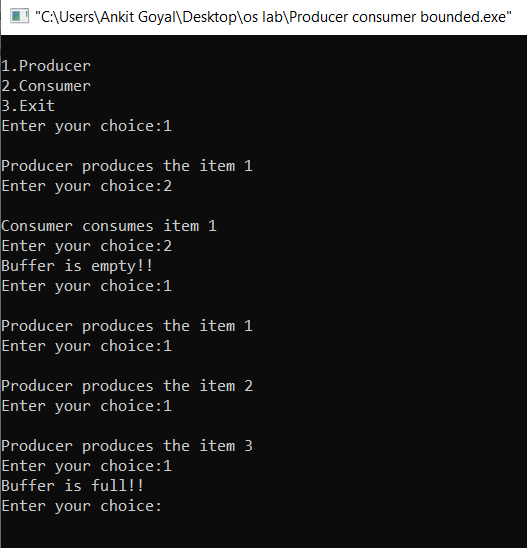 "C:\Users\Ankit Goyal\Desktop\os lab\Producer consumer bounded.exe"
1.Producer
2.Consumer
3.Exit
Enter your choice:1
Producer produces the item 1
Enter your choice:2
Consumer consumes item 1
Enter your choice:2
Buffer is empty!!
Enter your choice:1
Producer produces the item 1
Enter your choice:1
Producer produces the item 2
Enter your choice:1
Producer produces the item 3
Enter your choice:1
Buffer is full!!
Enter your choice: